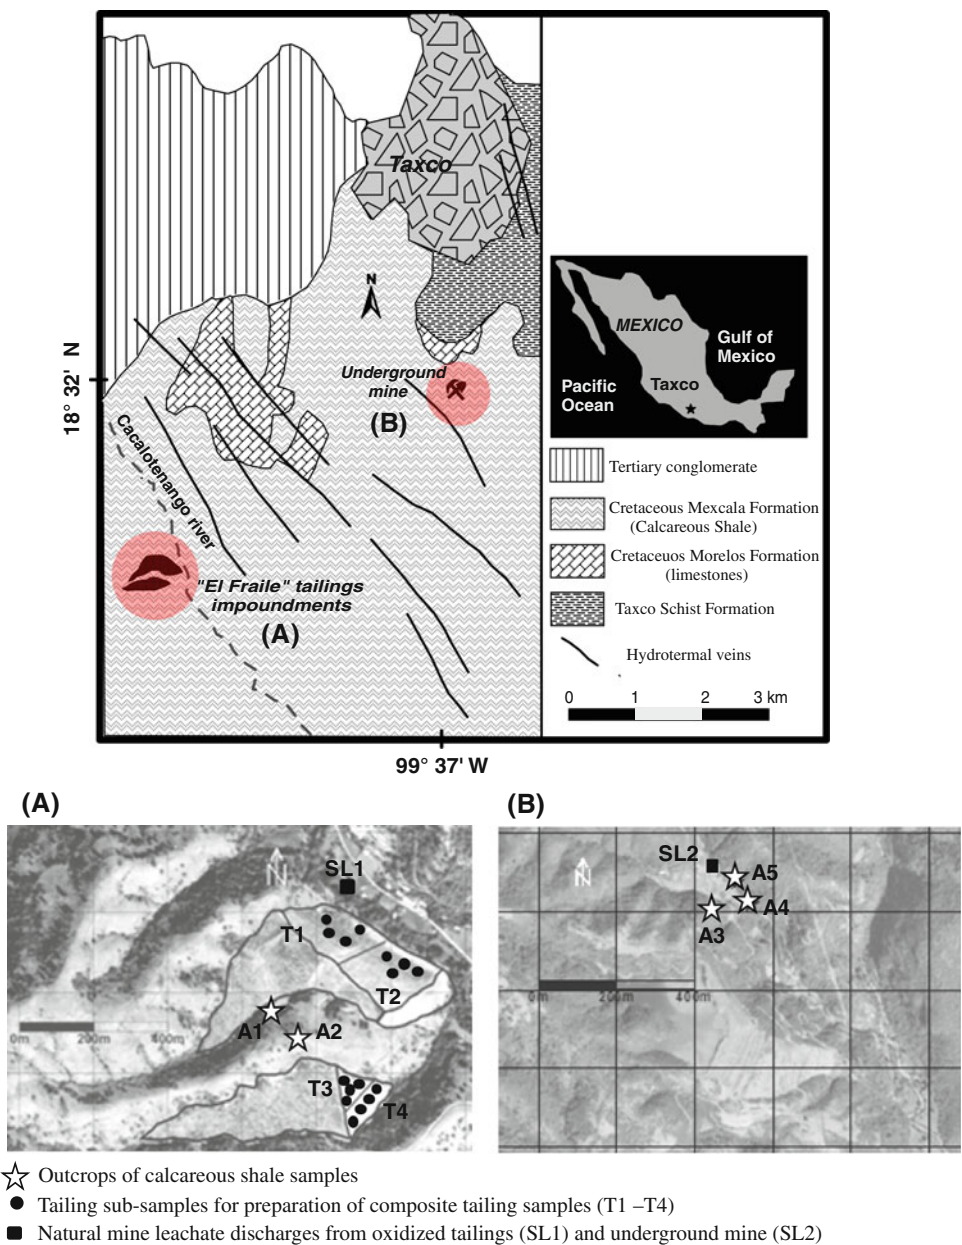 Taxco
N
Underground
mine
(B)
18° 32' N
Cacalotenango river
"El Fraile" tailings
impoundments
(A)
99° 37' W
MEXICO
Gulf of
Mexico
Taxco
Pacific
Ocean
Tertiary conglomerate
Cretaceous Mexcala Formation
(Calcareous Shale)
Cretaceuos Morelos Formation
(limestones)
Taxco Schist Formation
Hydrotermal veins
0 1 2 3 km
(A)
SL1
N
T1
T2
A1
A2
0m 200m 400m
T3
T4
(B)
SL2
N
A5
A4
A3
0m 200m 400m
Outcrops of calcareous shale samples
Tailing sub-samples for preparation of composite tailing samples (T1 –T4)
Natural mine leachate discharges from oxidized tailings (SL1) and underground mine (SL2)